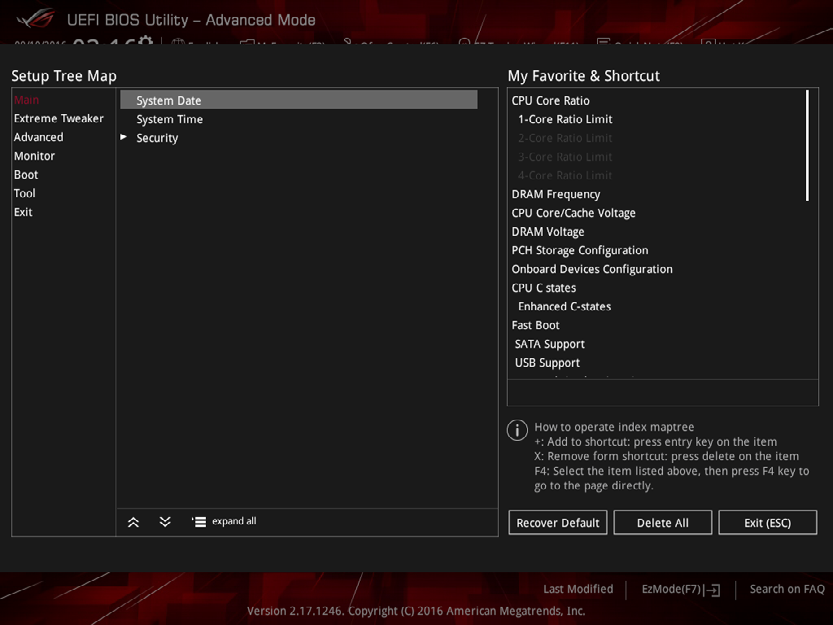 UEFI BIOS Utility – Advanced Mode
Setup Tree Map
My Favorite & Shortcut
Main
Extreme Tweaker
Advanced
Monitor
Boot
Tool
Exit
System Date
System Time
Security
CPU Core Ratio
1-Core Ratio Limit
2-Core Ratio Limit
3-Core Ratio Limit
4-Core Ratio Limit
DRAM Frequency
CPU Core/Cache Voltage
DRAM Voltage
PCH Storage Configuration
Onboard Devices Configuration
CPU C states
Enhanced C-states
Fast Boot
SATA Support
USB Support
How to operate index maptree
+: Add to shortcut: press entry key on the item
X: Remove form shortcut: press delete on the item
F4: Select the item listed above, then press F4 key to
go to the page directly.
expand all
Recover Default
Delete All
Exit (ESC)
Last Modified
EzMode(F7)
Search on FAQ
Version 2.17.1246. Copyright (C) 2016 American Megatrends, Inc.